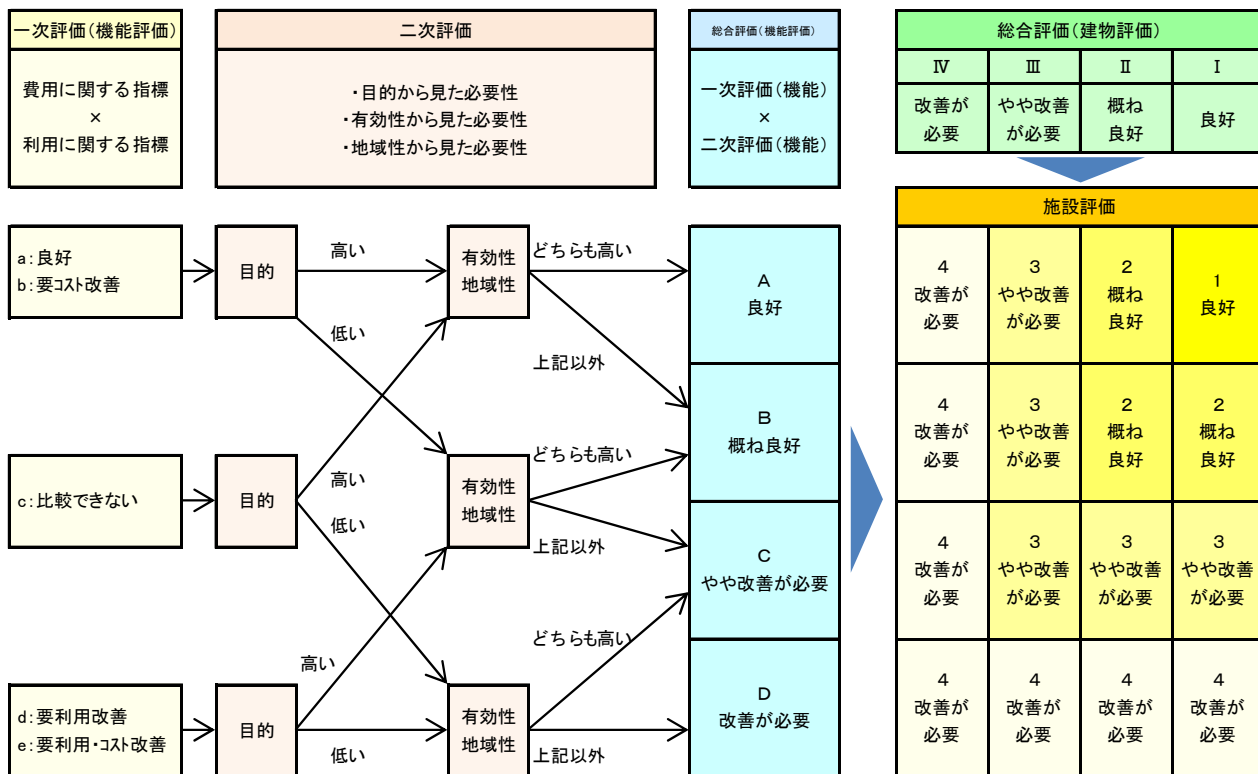 一次評価(機能評価)
費用に関する指標
×
利用に関する指標
二次評価
・目的から見た必要性
・有効性から見た必要性
・地域性から見た必要性
総合評価(機能評価)
一次評価(機能)
×
二次評価(機能)
総合評価(建物評価)
Ⅳ Ⅲ Ⅱ Ⅰ
改善が
必要
やや改善
が必要
概ね
良好
良好
a:良好
b:要コスト改善
目的
高い
低い
有効性
地域性
どちらも高い
上記以外
A
良好
c:比較できない
目的
高い
低い
有効性
地域性
どちらも高い
上記以外
B
概ね良好
C
やや改善が必要
d:要利用改善
e:要利用・コスト改善
目的
高い
低い
有効性
地域性
どちらも高い
上記以外
D
改善が必要
施設評価
4
改善が
必要
3
やや改善
が必要
2
概ね
良好
1
良好
4
改善が
必要
3
やや改善
が必要
2
概ね
良好
2
概ね
良好
4
改善が
必要
3
やや改善
が必要
3
やや改善
が必要
3
やや改善
が必要
4
改善が
必要
4
改善が
必要
4
改善が
必要
4
改善が
必要